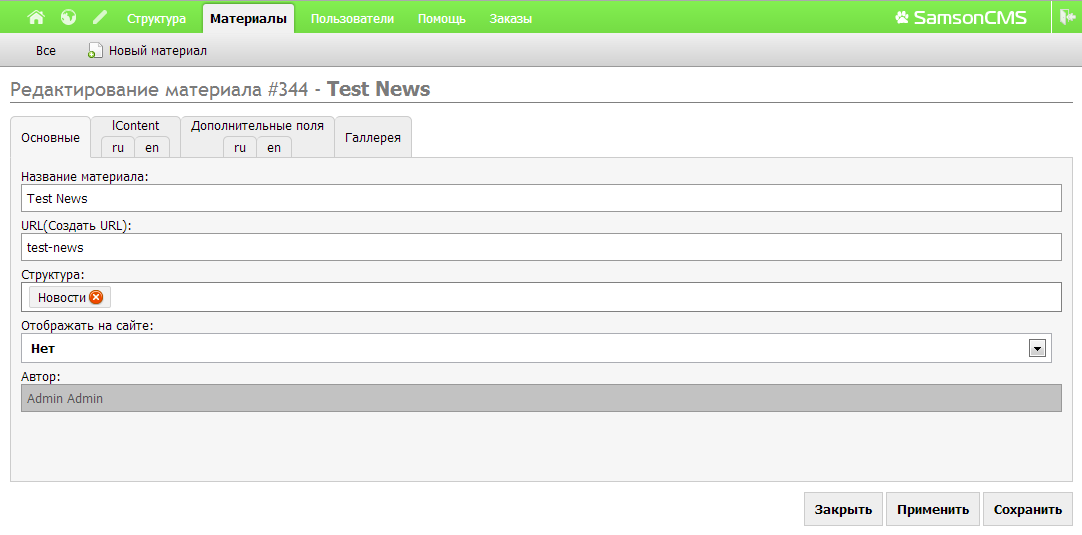 Структура Материалы Пользователи Помощь Заказы SamsonCMS
Все Новый материал
Редактирование материала #344 - Test News
Основные
lContent
ru en
Дополнительные поля
ru en
Галлерея
Название материала:
Test News
URL(Создать URL):
test-news
Структура:
Новости
Отображать на сайте:
Нет
Автор:
Admin Admin
Закрыть Применить Сохранить